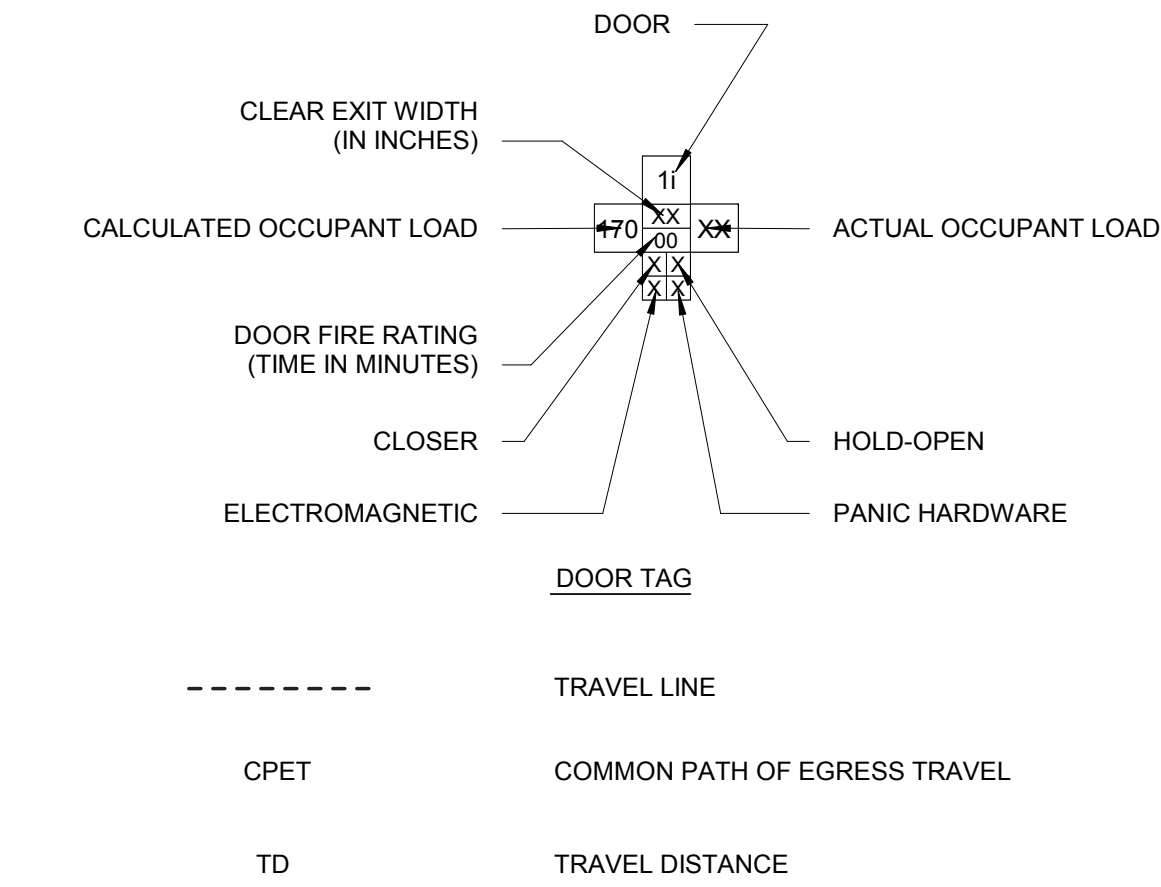 DOOR
CLEAR EXIT WIDTH
(IN INCHES)
1i
CALCULATED OCCUPANT LOAD
170
XX
XX
ACTUAL OCCUPANT LOAD
00
X X
X X
DOOR FIRE RATING
(TIME IN MINUTES)
CLOSER
HOLD-OPEN
ELECTROMAGNETIC
PANIC HARDWARE
DOOR TAG
TRAVEL LINE
CPET
COMMON PATH OF EGRESS TRAVEL
TD
TRAVEL DISTANCE